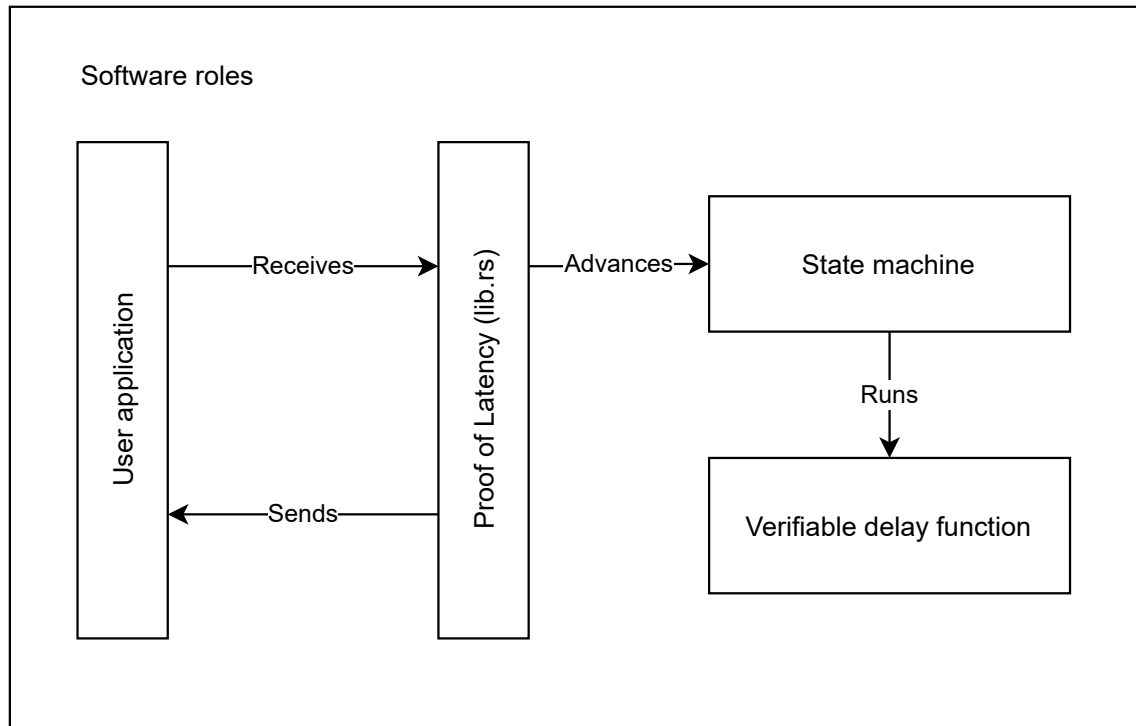 Software roles
User application
Receives
Sends
Proof of Latency (lib.rs)
Advances
State machine
Runs
Verifiable delay function